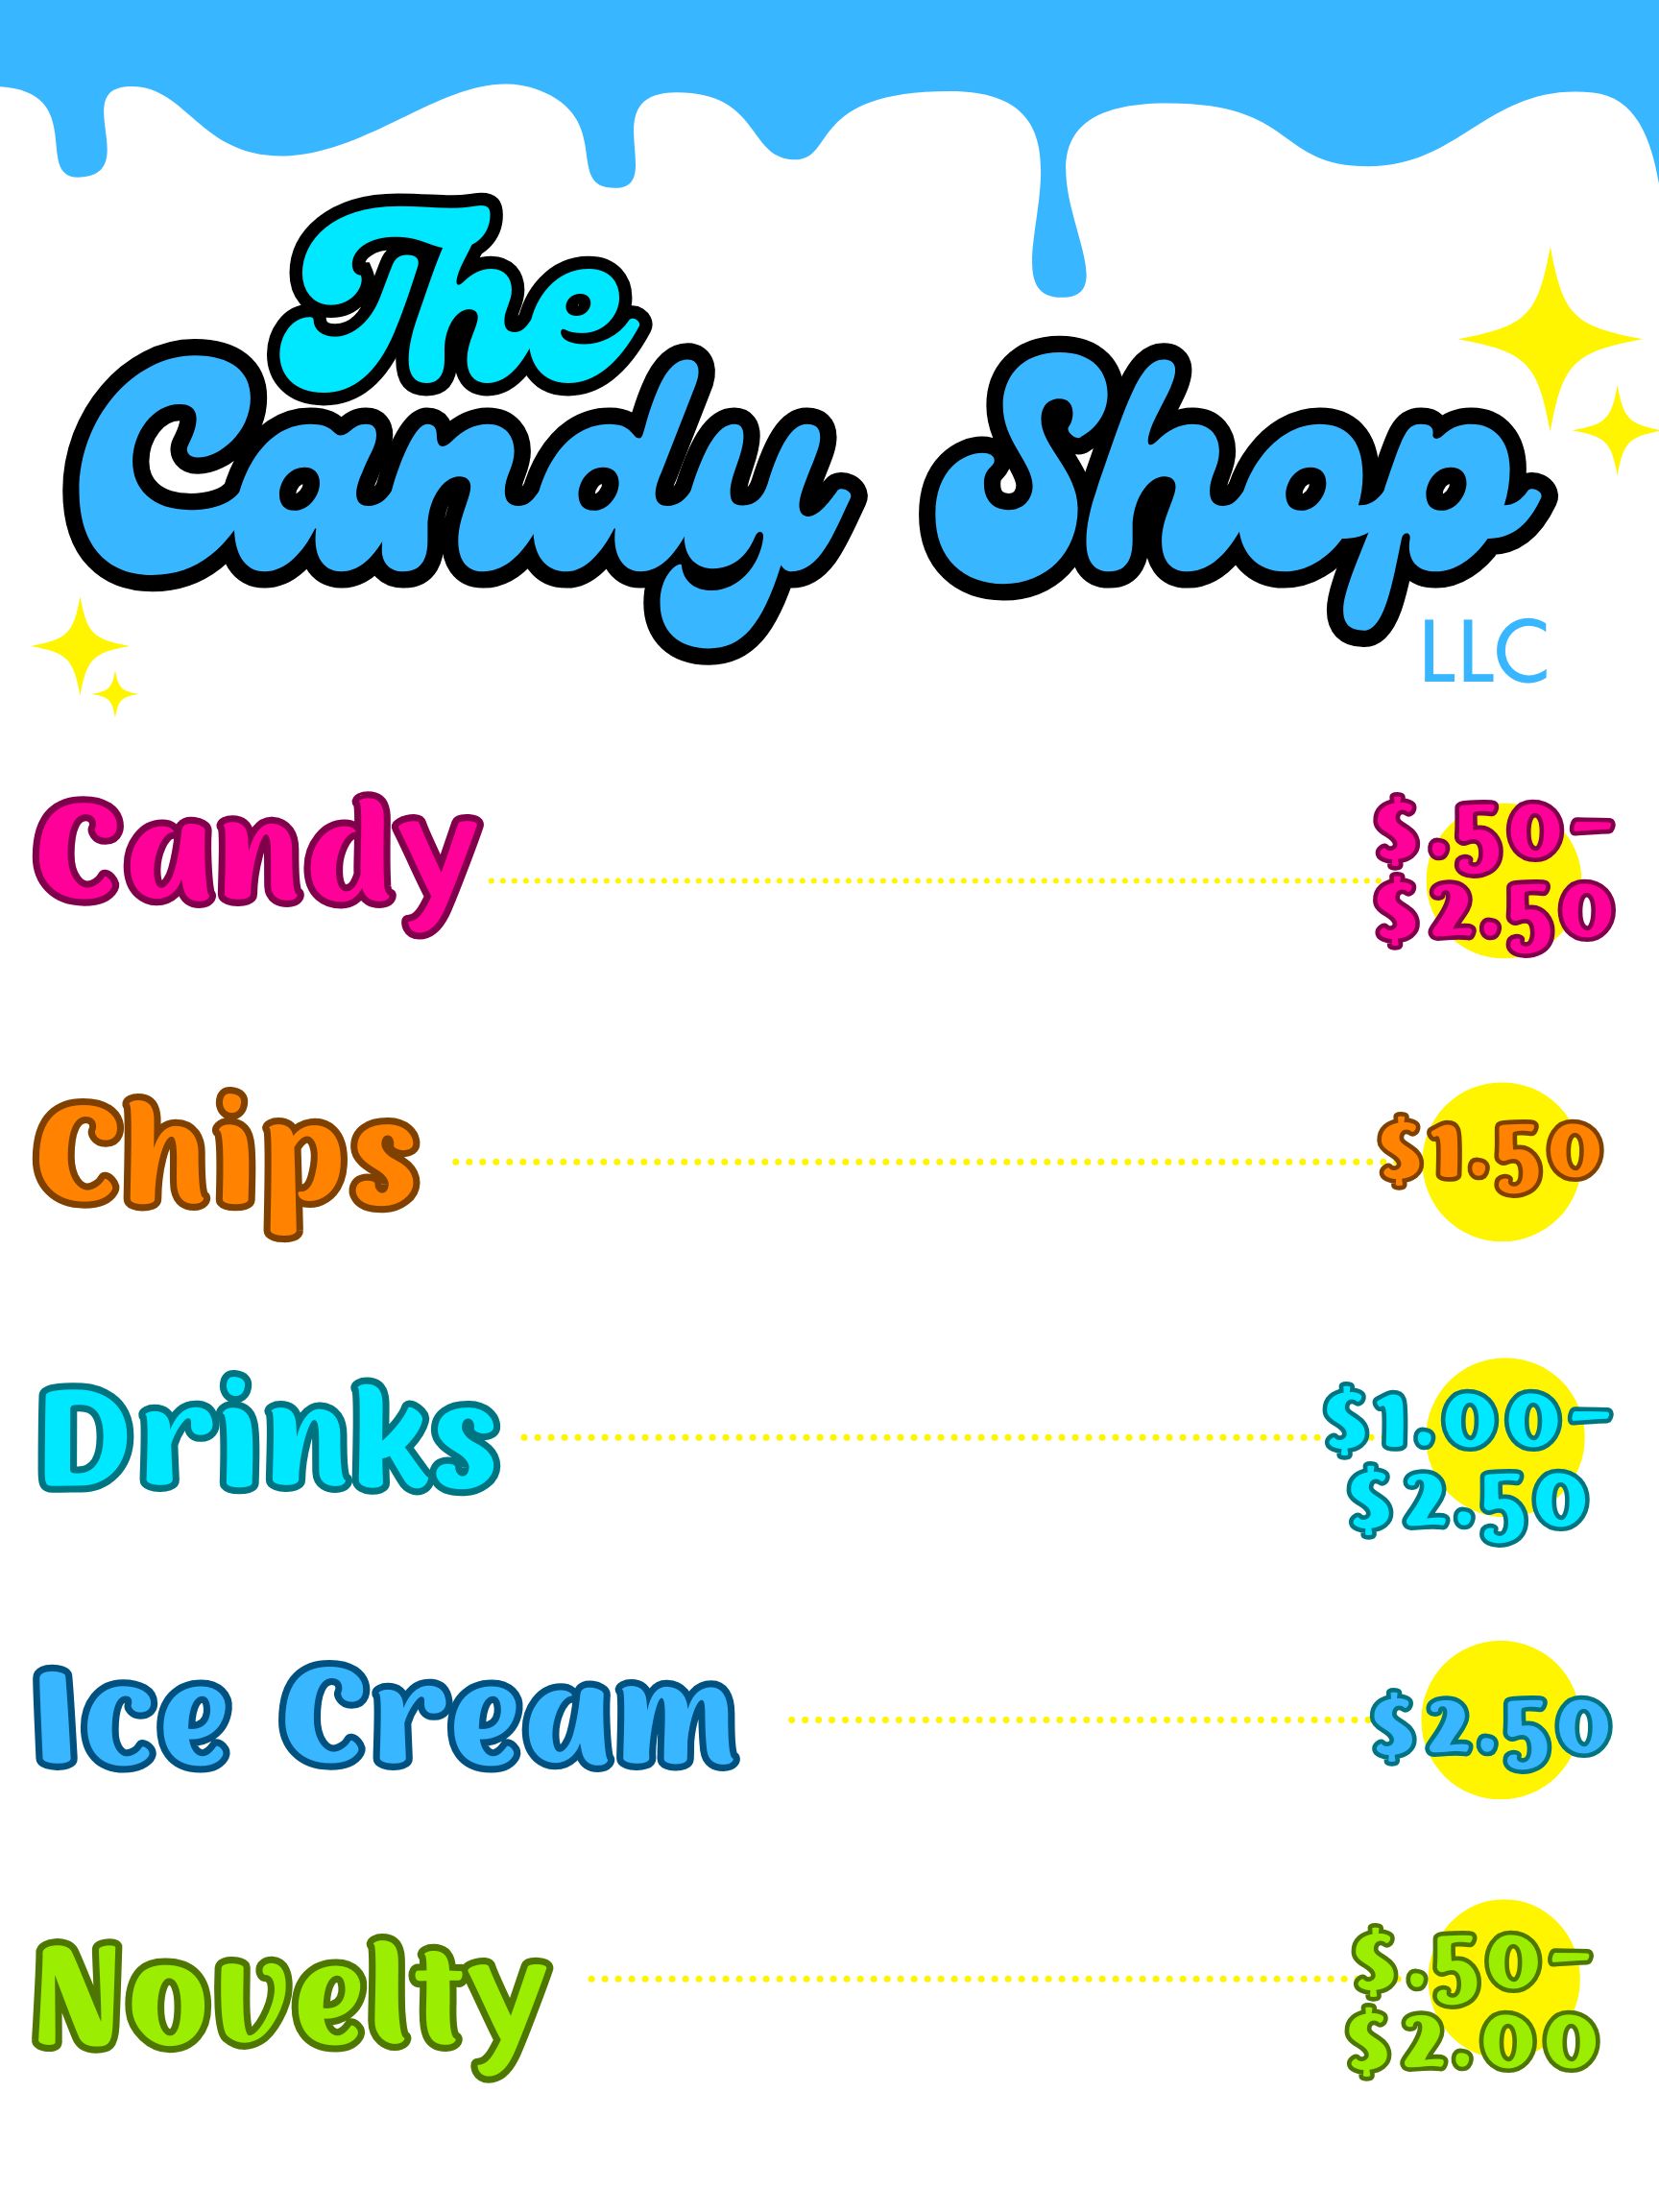 The
Candy Shop
LLC
Candy
$.50-
$2.50
Chips
$1.50
Drinks
$1.00-
$2.50
Ice Cream
$2.50
Novelty
$.50-
$2.00